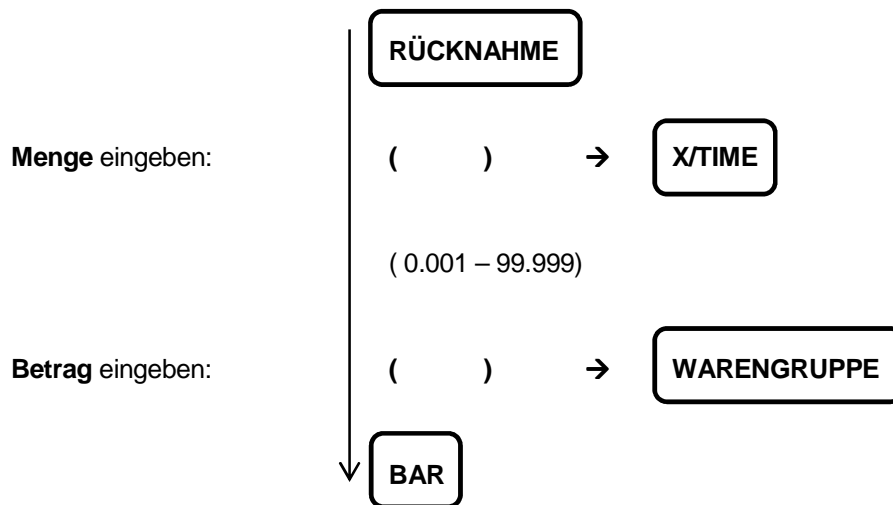 RÜCKNAHME
Menge eingeben: ( ) → X/TIME
( 0.001 – 99.999)
Betrag eingeben: ( ) → WARENGRUPPE
BAR